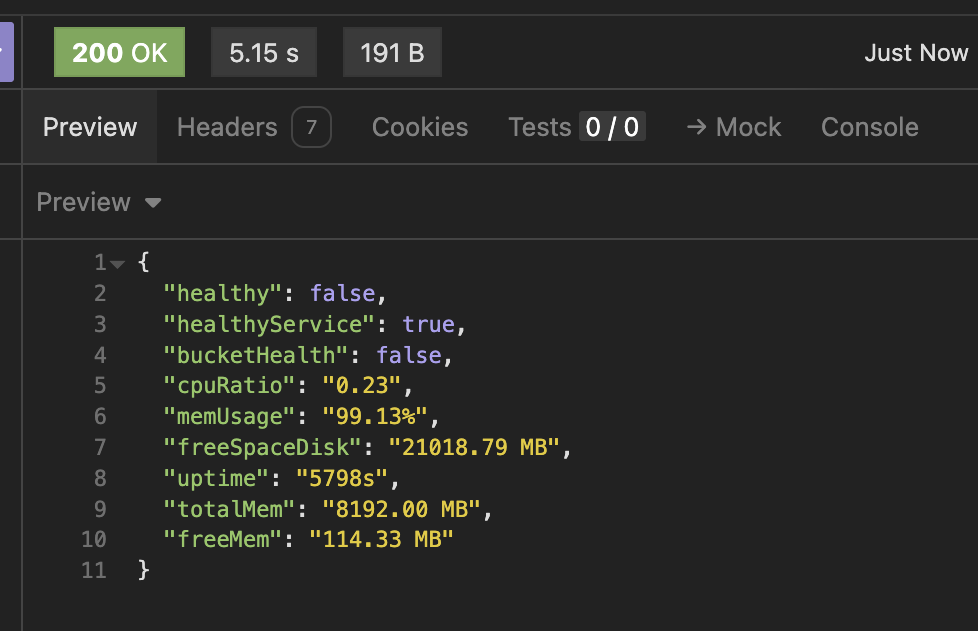 200 OK 5.15 s 191 B Just Now
Preview Headers 7 Cookies Tests 0 / 0 → Mock Console
Preview
1 {
2 "healthy": false,
3 "healthyService": true,
4 "bucketHealth": false,
5 "cpuRatio": "0.23",
6 "memUsage": "99.13%",
7 "freeSpaceDisk": "21018.79 MB",
8 "uptime": "5798s",
9 "totalMem": "8192.00 MB",
10 "freeMem": "114.33 MB"
11 }